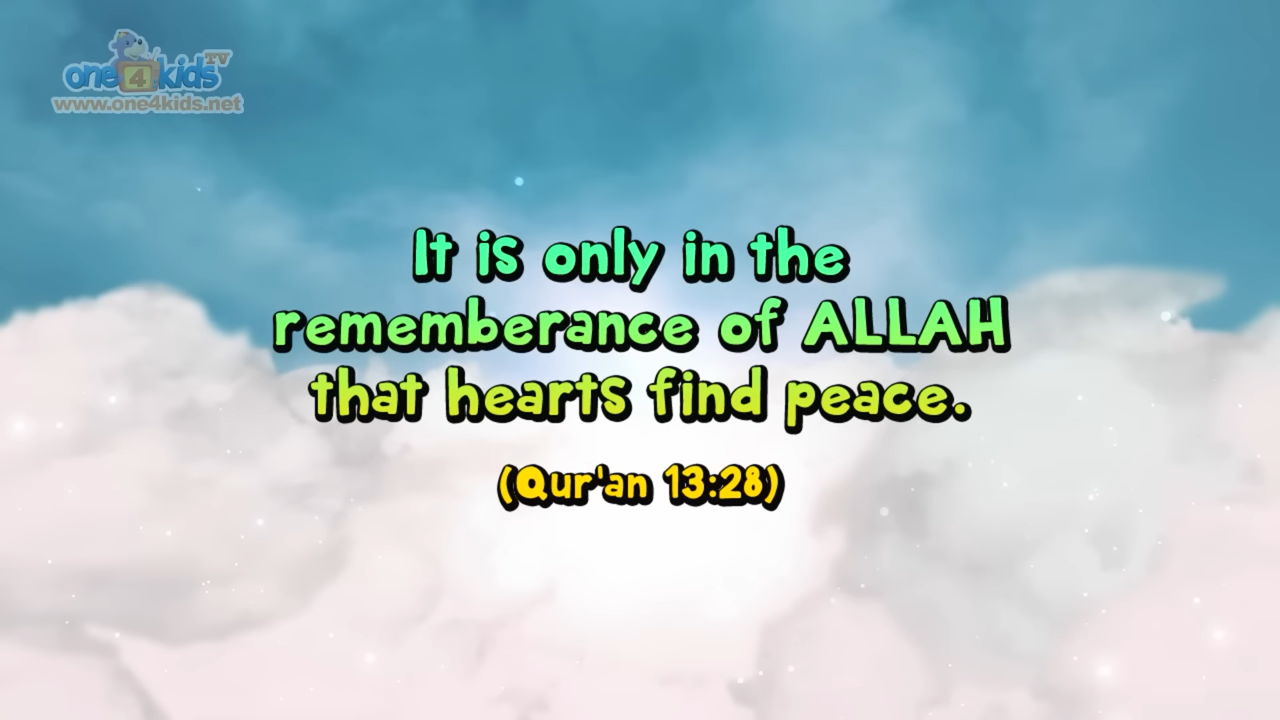 one4kids TV
www.one4kids.net
It is only in the
rememberance of ALLAH
that hearts find peace.
(Qur'an 13:28)